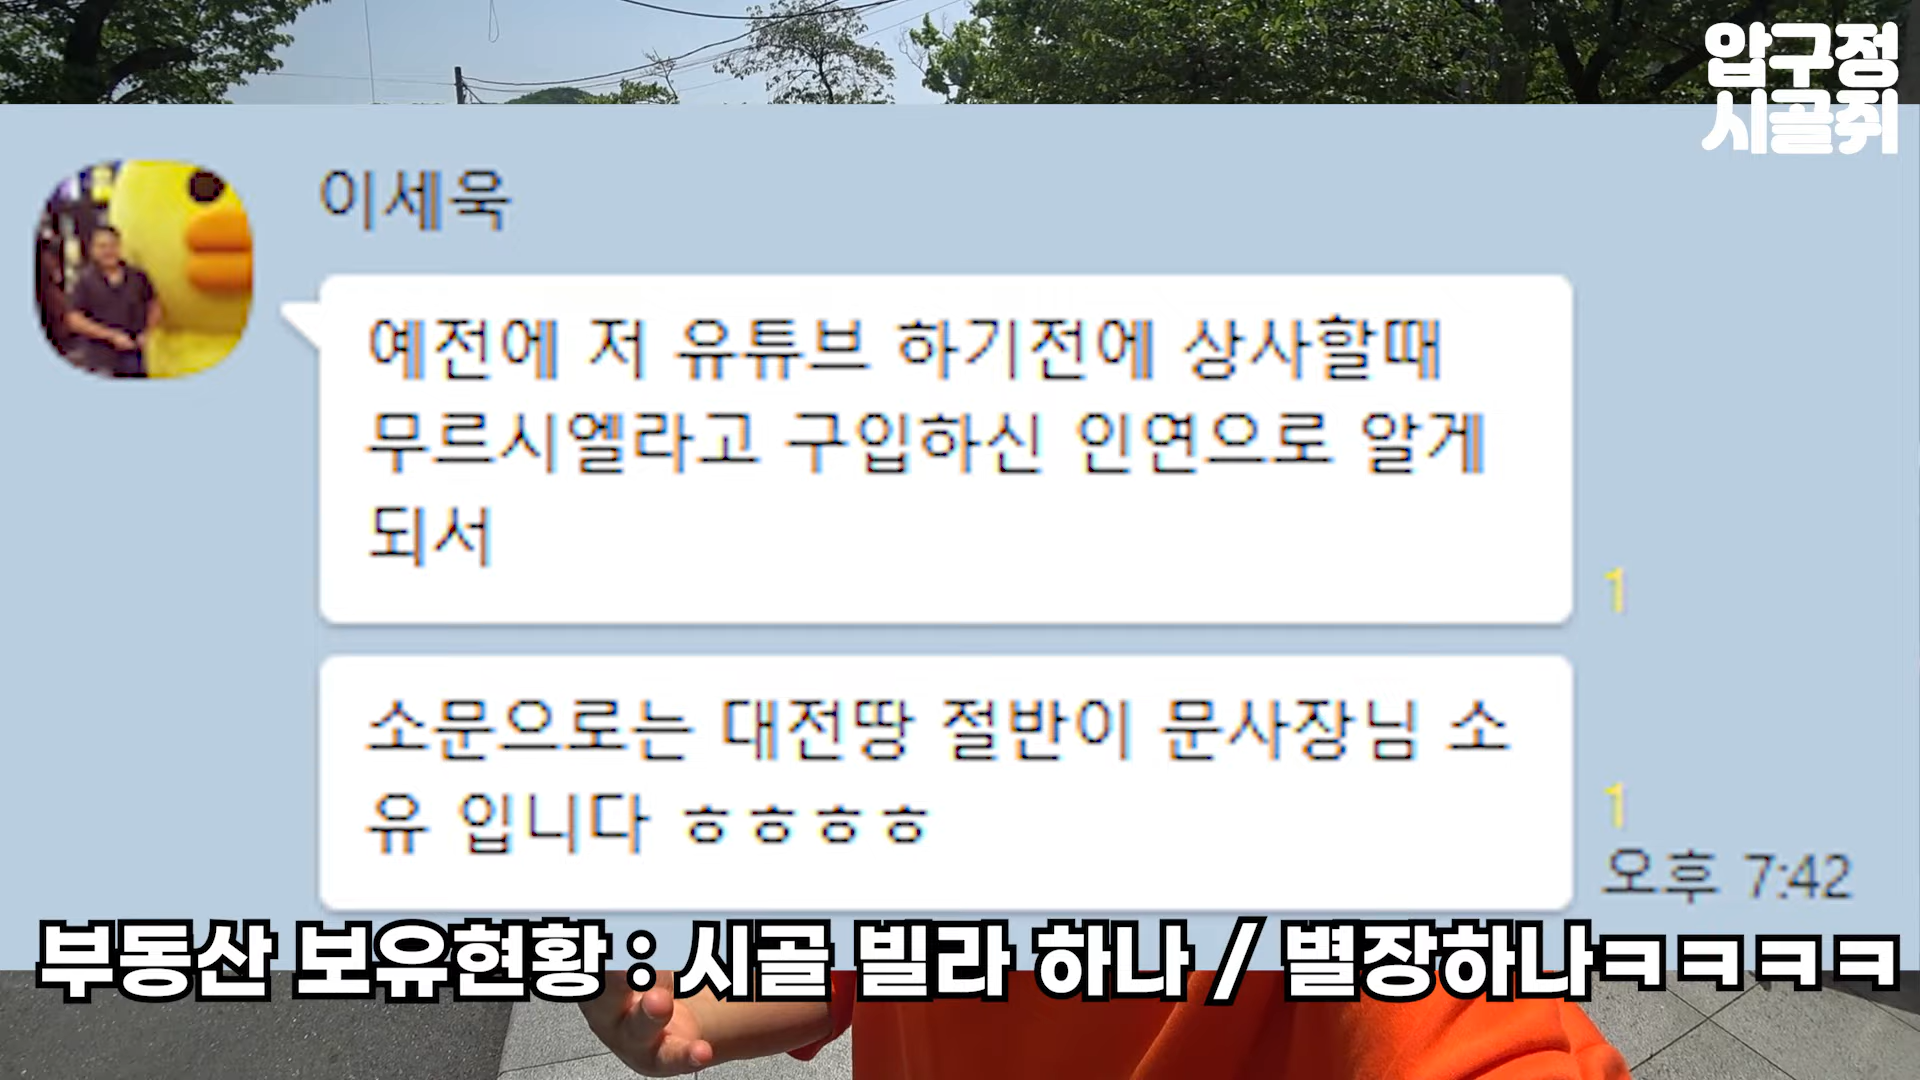 압구정
시골쥐
이세욱
예전에 저 유튜브 하기전에 상사할때
무르시엘라고 구입하신 인연으로 알게
되서
1
소문으로는 대전땅 절반이 문사장님 소
유 입니다 ㅎㅎㅎㅎ
1
오후 7:42
부동산 보유현황 : 시골 빌라 하나 / 별장하나ㅋㅋㅋㅋ